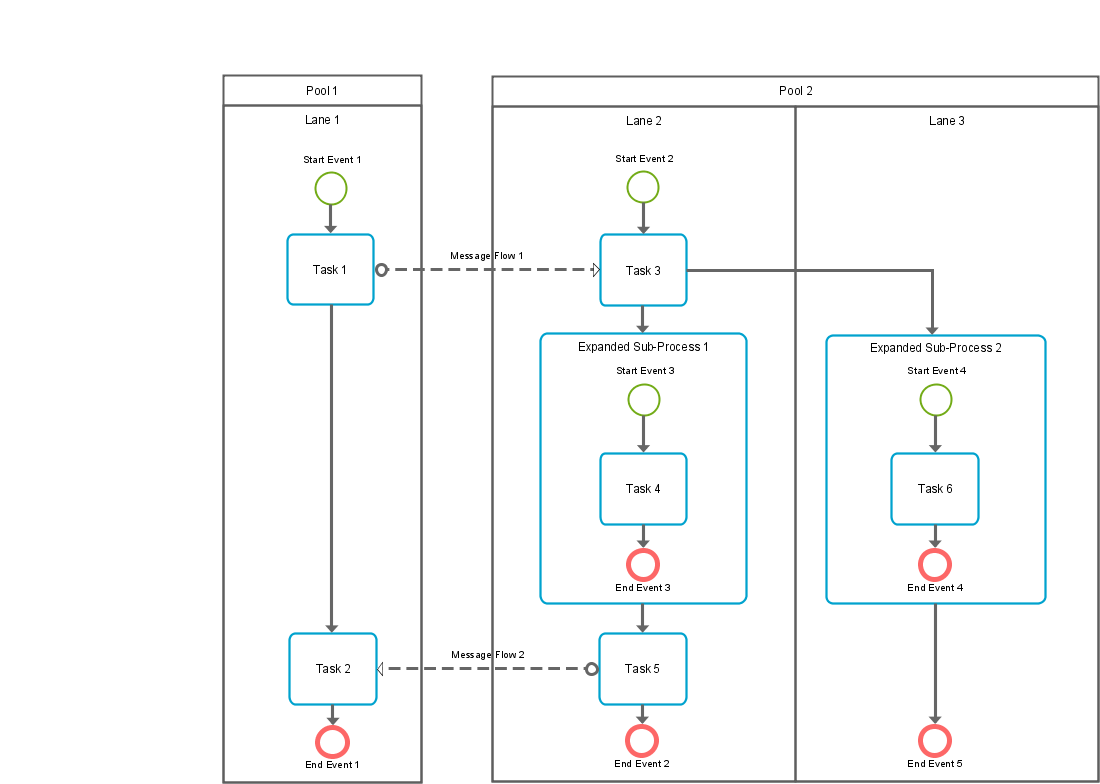 Pool 1
Pool 2
Lane 1
Lane 2
Lane 3
Start Event 1
Start Event 2
Message Flow 1
Task 1
Task 3
Expanded Sub-Process 1
Expanded Sub-Process 2
Start Event 3
Start Event 4
Task 4
Task 6
End Event 3
End Event 4
Message Flow 2
Task 2
Task 5
End Event 1
End Event 2
End Event 5